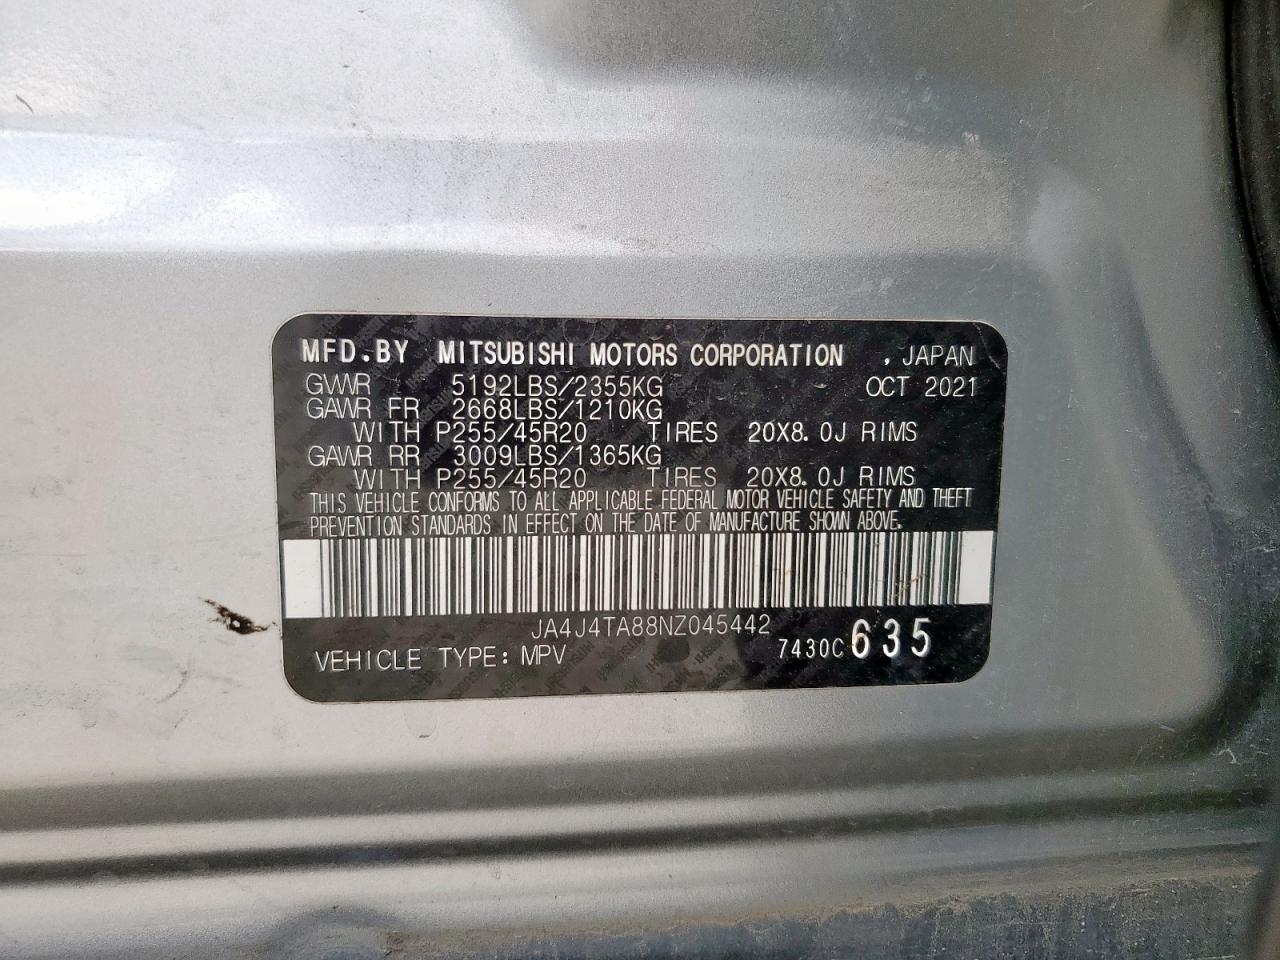 MFD.BY MITSUBISHI MOTORS CORPORATION , JAPAN
GVWR 5192LBS/2355KG OCT 2021
GAWR FR 2668LBS/1210KG
WITH P255/45R20 TIRES 20X8.0J RIMS
GAWR RR 3009LBS/1365KG
WITH P255/45R20 TIRES 20X8.0J RIMS
THIS VEHICLE CONFORMS TO ALL APPLICABLE FEDERAL MOTOR VEHICLE SAFETY AND THEFT
PREVENTION STANDARDS IN EFFECT ON THE DATE OF MANUFACTURE SHOWN ABOVE.
JA4J4TA88NZ045442
VEHICLE TYPE: MPV 7430C 635